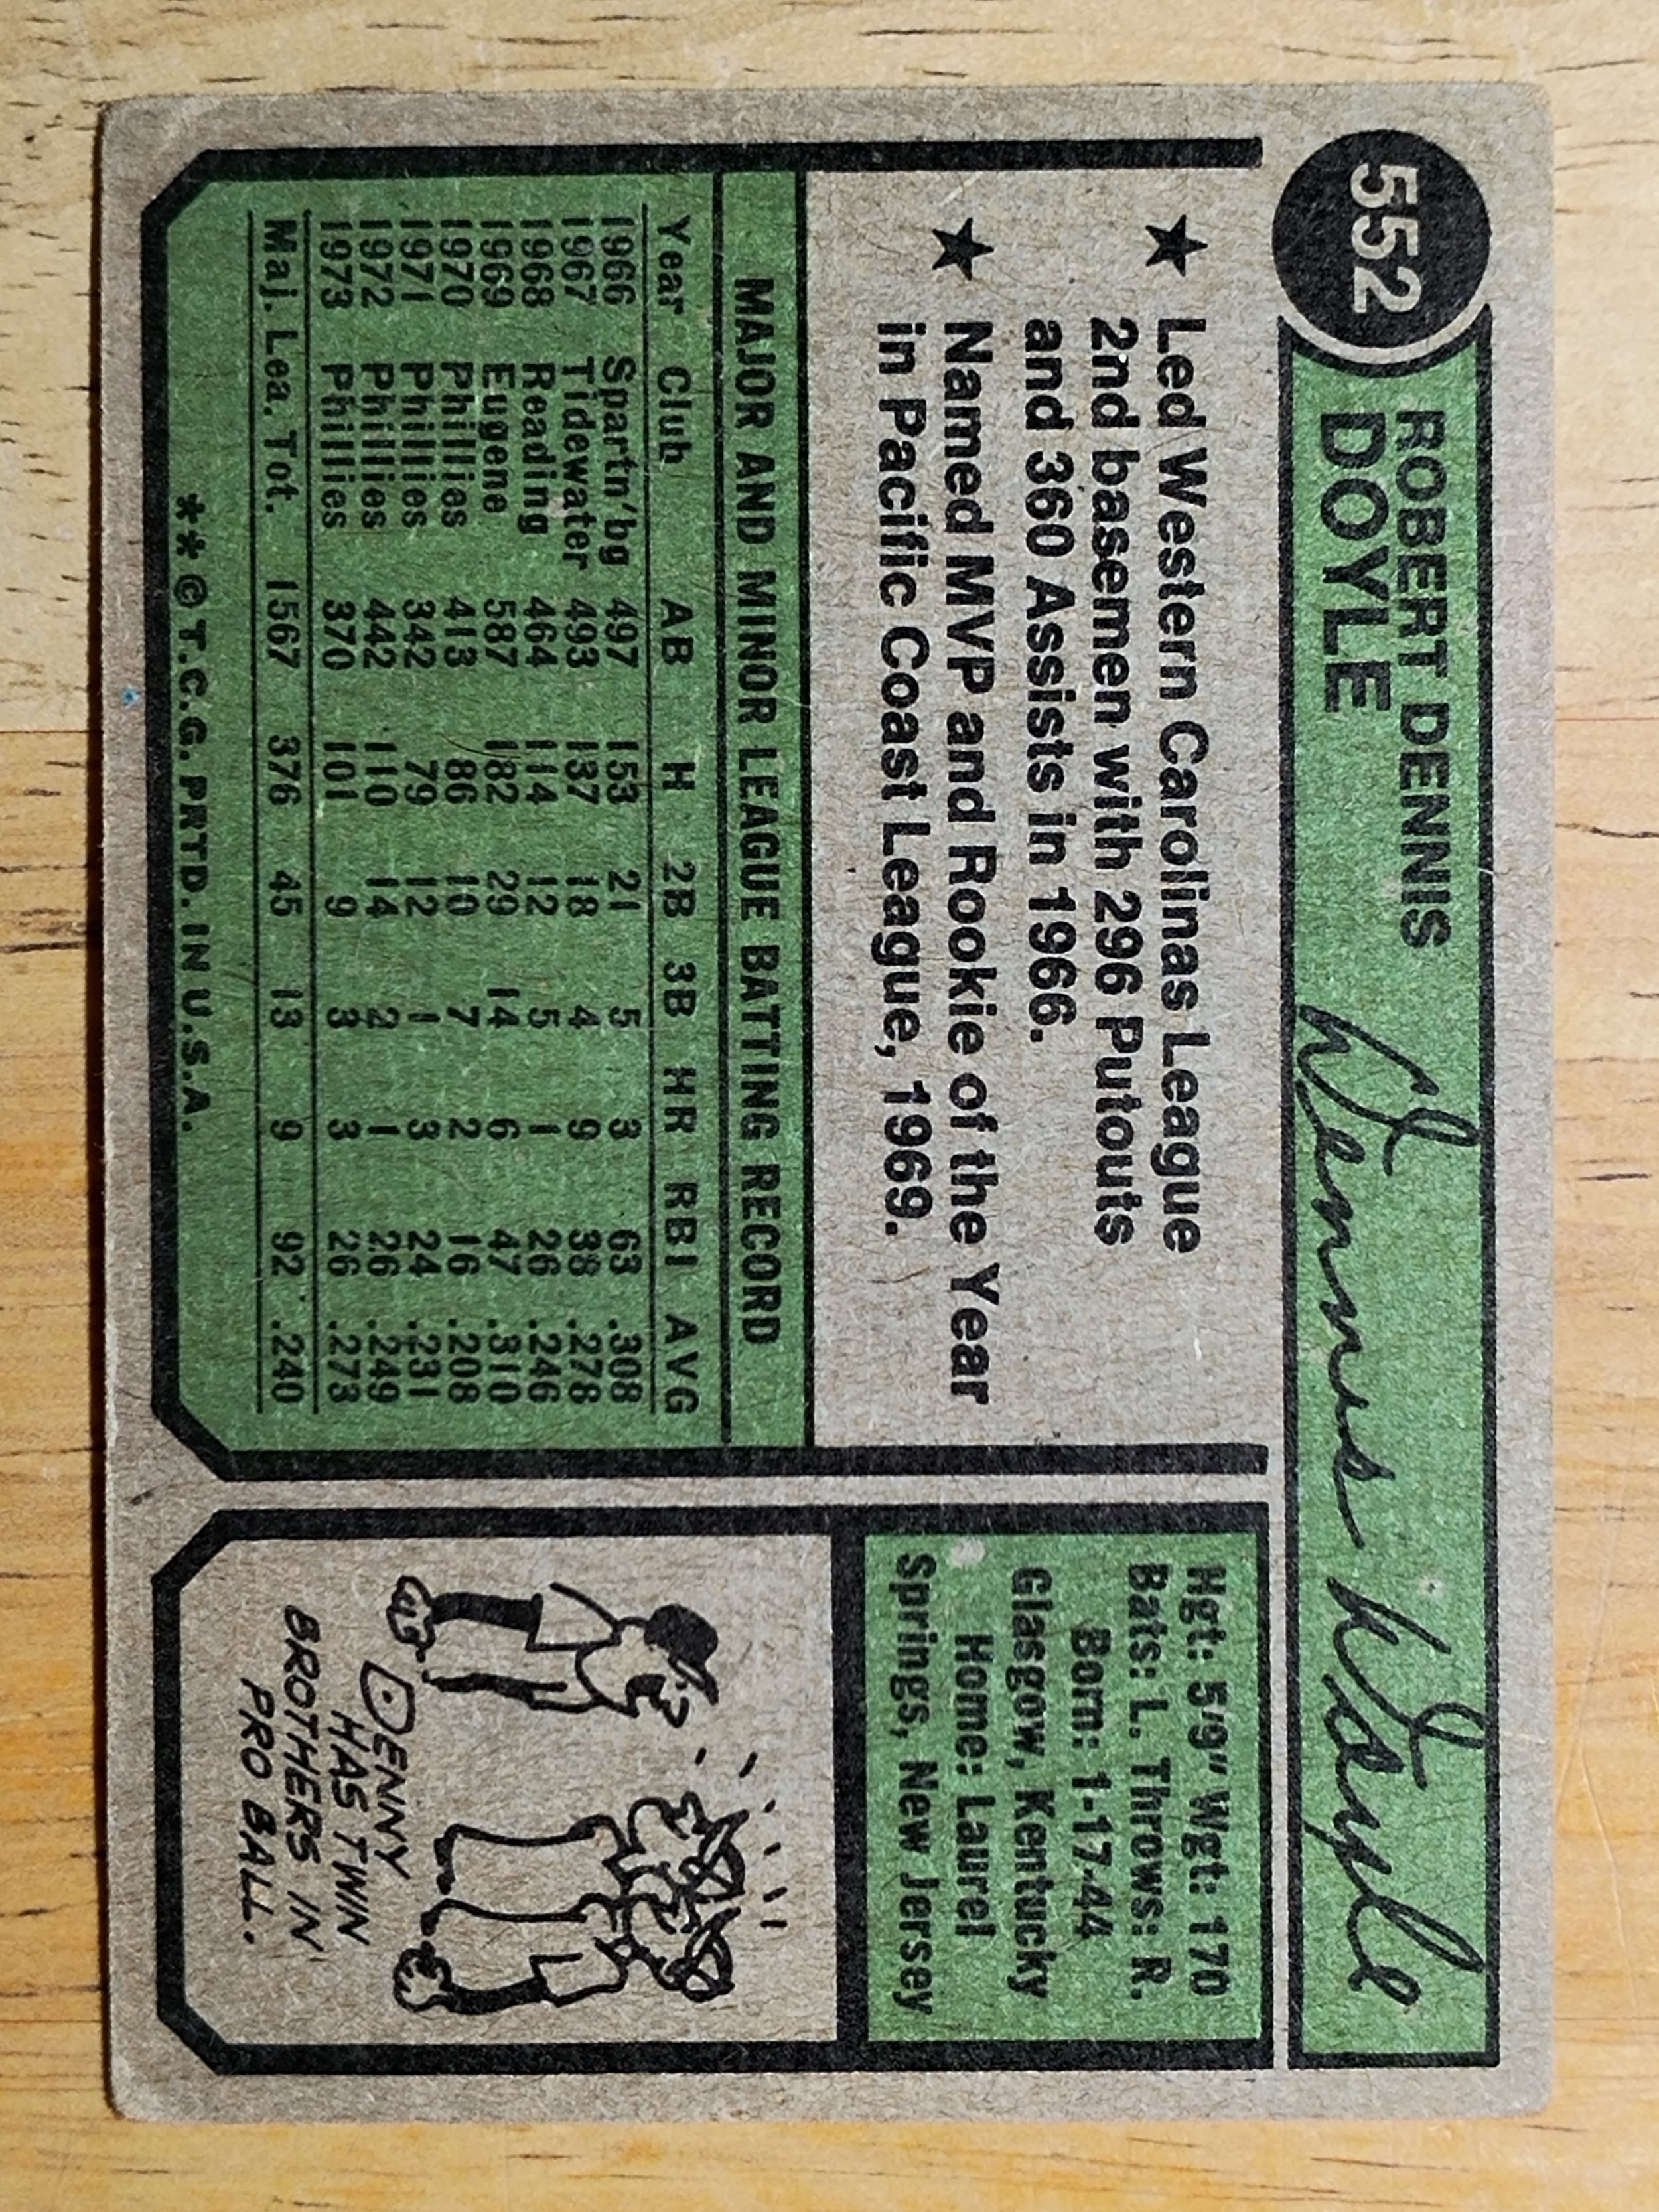 552
ROBERT DENNIS
DOYLE
Dennis Doyle
★ Led Western Carolinas League
2nd basemen with 296 Putouts
and 360 Assists in 1966.
★ Named MVP and Rookie of the Year
in Pacific Coast League, 1969.
MAJOR AND MINOR LEAGUE BATTING RECORD
Year Club AB H 2B 3B HR RBI AVG
1966 Spartn'bg 497 153 21 5 3 63 .308
1967 Tidewater 493 137 18 4 9 38 .278
1968 Reading 464 114 12 5 1 26 .246
1969 Eugene 587 182 29 14 6 47 .310
1970 Phillies 413 86 10 7 2 16 .208
1971 Phillies 342 79 12 1 3 24 .231
1972 Phillies 442 110 14 2 1 26 .249
1973 Phillies 370 101 9 3 3 26 .273
Maj. Lea. Tot. 1567 376 45 13 9 92 .240
**© T.C.G. PRTD. IN U.S.A.
Hgt: 5'9" Wgt: 170
Bats: L. Throws: R.
Born: 1-17-44
Glasgow, Kentucky
Home: Laurel
Springs, New Jersey
DENNY
HAS TWIN
BROTHERS IN
PRO BALL.